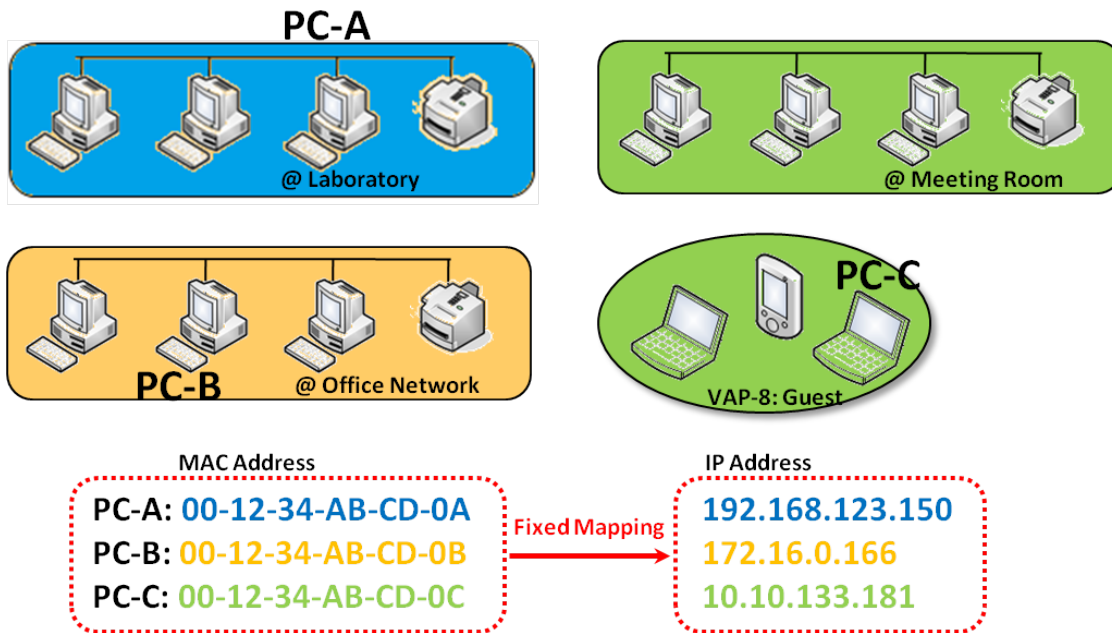 PC-A
@ Laboratory
@ Meeting Room
PC-B
@ Office Network
PC-C
VAP-8: Guest
MAC Address
PC-A: 00-12-34-AB-CD-0A
PC-B: 00-12-34-AB-CD-0B
PC-C: 00-12-34-AB-CD-0C
Fixed Mapping
IP Address
192.168.123.150
172.16.0.166
10.10.133.181